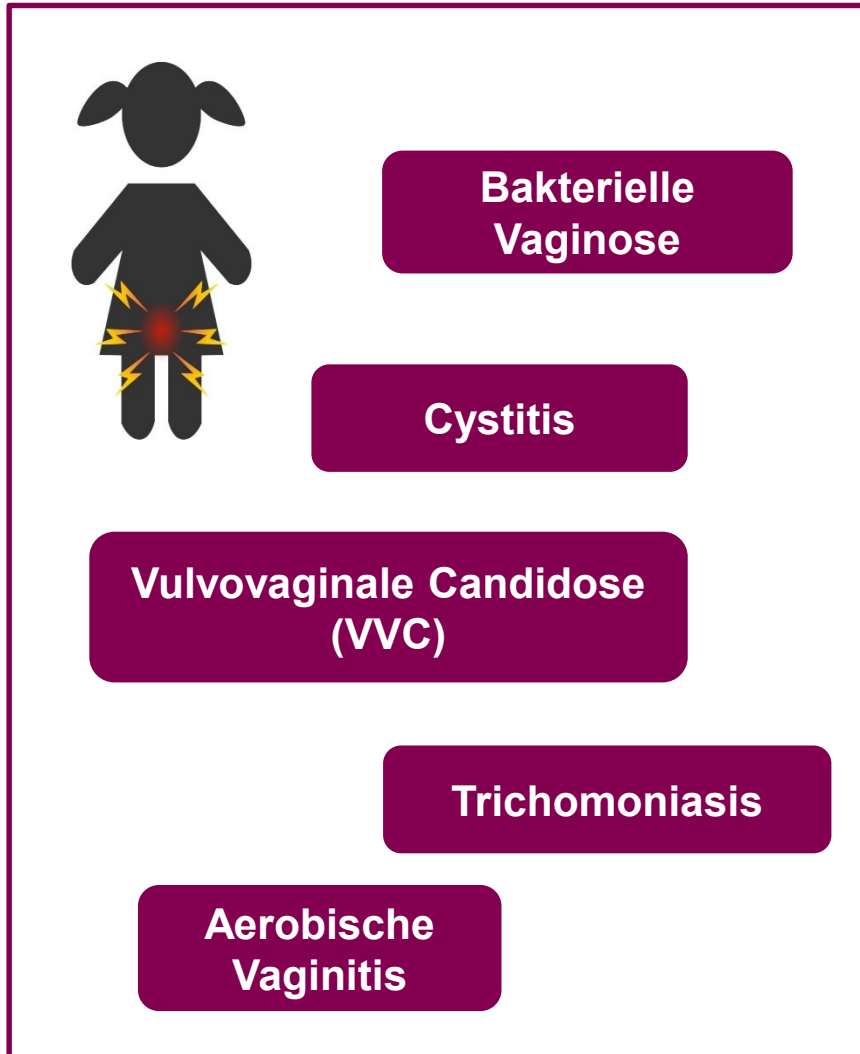 Bakterielle
Vaginose
Cystitis
Vulvovaginale Candidose
(VVC)
Trichomoniasis
Aerobische
Vaginitis